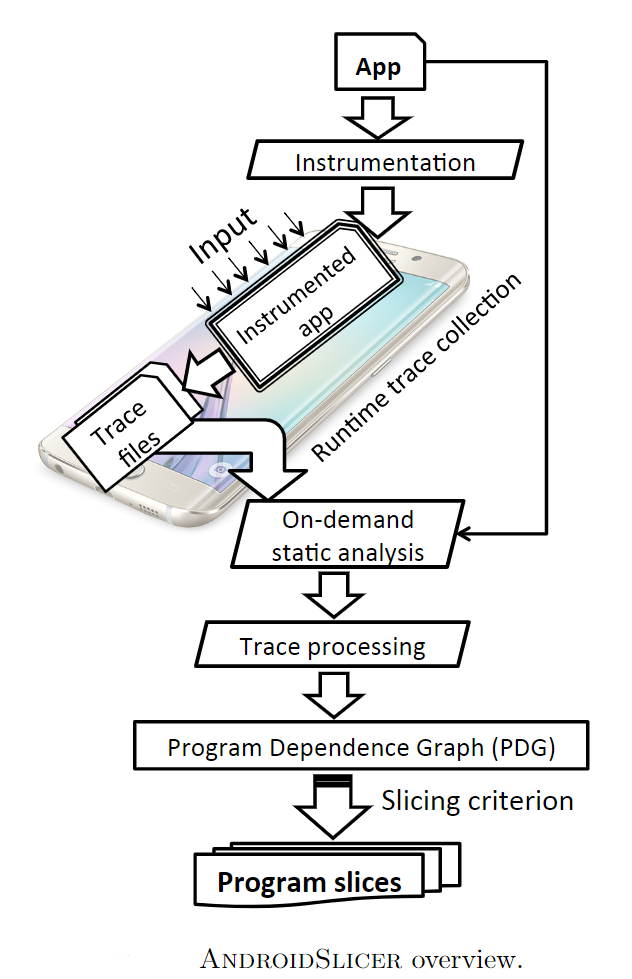 App
Instrumentation
Input
Instrumented
app
Runtime trace collection
Trace
files
On-demand
static analysis
Trace processing
Program Dependence Graph (PDG)
Slicing criterion
Program slices
ANDROIDSLICER overview.